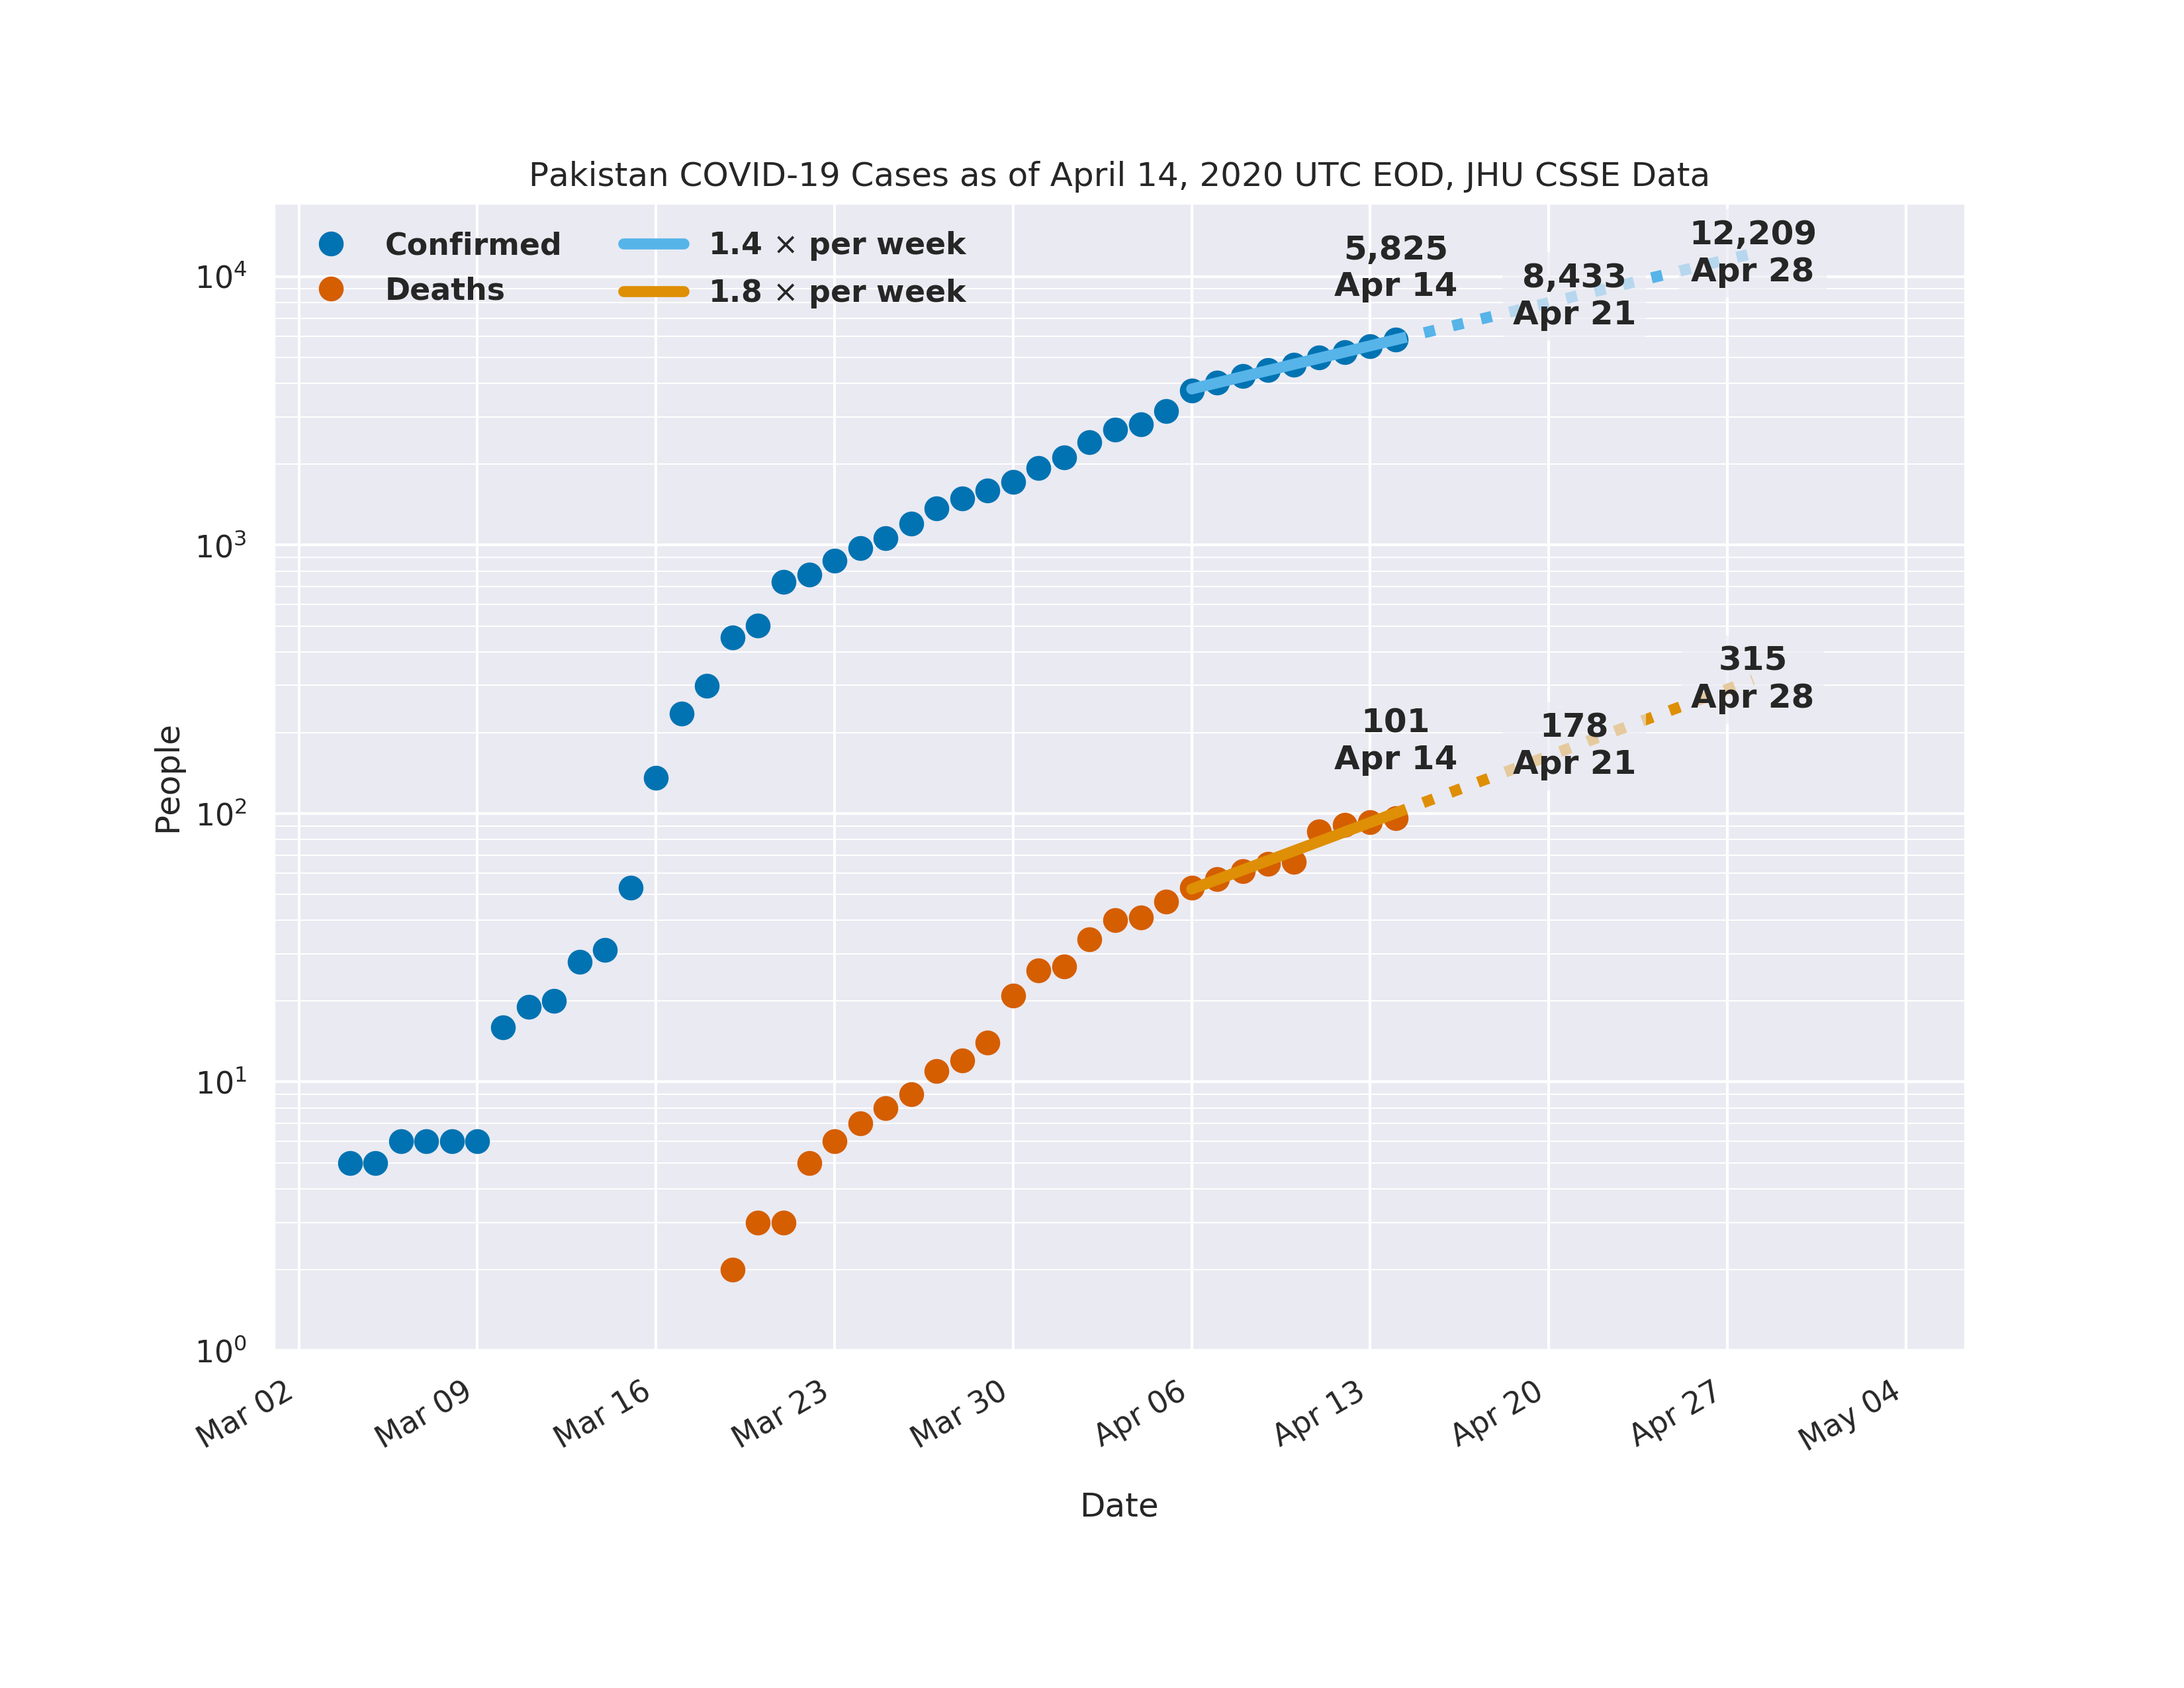 Pakistan COVID-19 Cases as of April 14, 2020 UTC EOD, JHU CSSE Data
Confirmed
Deaths
1.4 × per week
1.8 × per week
5,825
Apr 14
8,433
Apr 21
12,209
Apr 28
101
Apr 14
178
Apr 21
315
Apr 28
People
10⁴
10³
10²
10¹
10⁰
Mar 02
Mar 09
Mar 16
Mar 23
Mar 30
Apr 06
Apr 13
Apr 20
Apr 27
May 04
Date